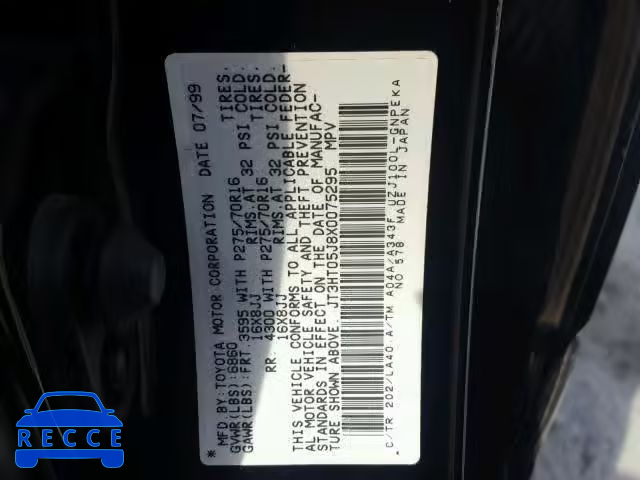 * MFD.BY:TOYOTA MOTOR CORPORATION DATE 07/99
GVWR(LBS):6860
GAWR(LBS):FRT.3595 WITH P275/70R16 TIRES,
16X8JJ RIMS,AT 32 PSI COLD.
RR. 4300 WITH P275/70R16 TIRES,
16X8JJ RIMS,AT 32 PSI COLD.
THIS VEHICLE CONFORMS TO ALL APPLICABLE FEDER-
AL MOTOR VEHICLE SAFETY AND THEFT PREVENTION
STANDARDS IN EFFECT ON THE DATE OF MANUFAC-
TURE SHOWN ABOVE. JT3HT05J8X0075295 MPV
C/TR 202/LA40 A/TM A04A/A343F UZJ100L-GNPEKA
NO 578 MADE IN JAPAN
RECCE